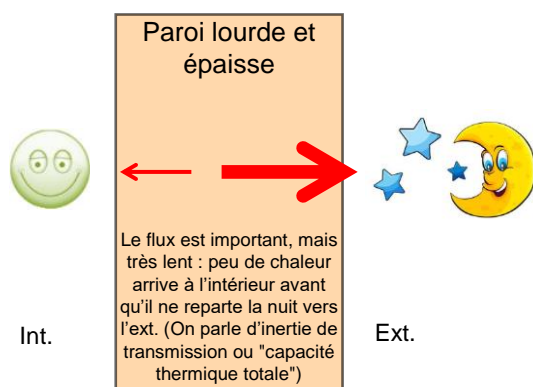 Paroi lourde et
épaisse
Le flux est important, mais
très lent : peu de chaleur
arrive à l'intérieur avant
qu'il ne reparte la nuit vers
l'ext. (On parle d'inertie de
transmission ou "capacité
thermique totale")
Int.
Ext.